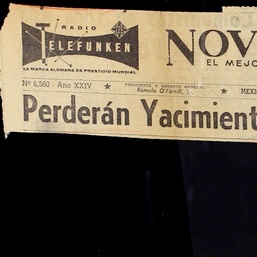 RADIO
TELEFUNKEN
LA MARCA ALEMANA DE PRESTIGIO MUNDIAL
NOV
EL MEJO
Nº 6,560 - Año XXIV
PRESIDENTE Y GERENTE GENERAL:
Romulo O'Farrill,
MEXI
Perderán Yacimient